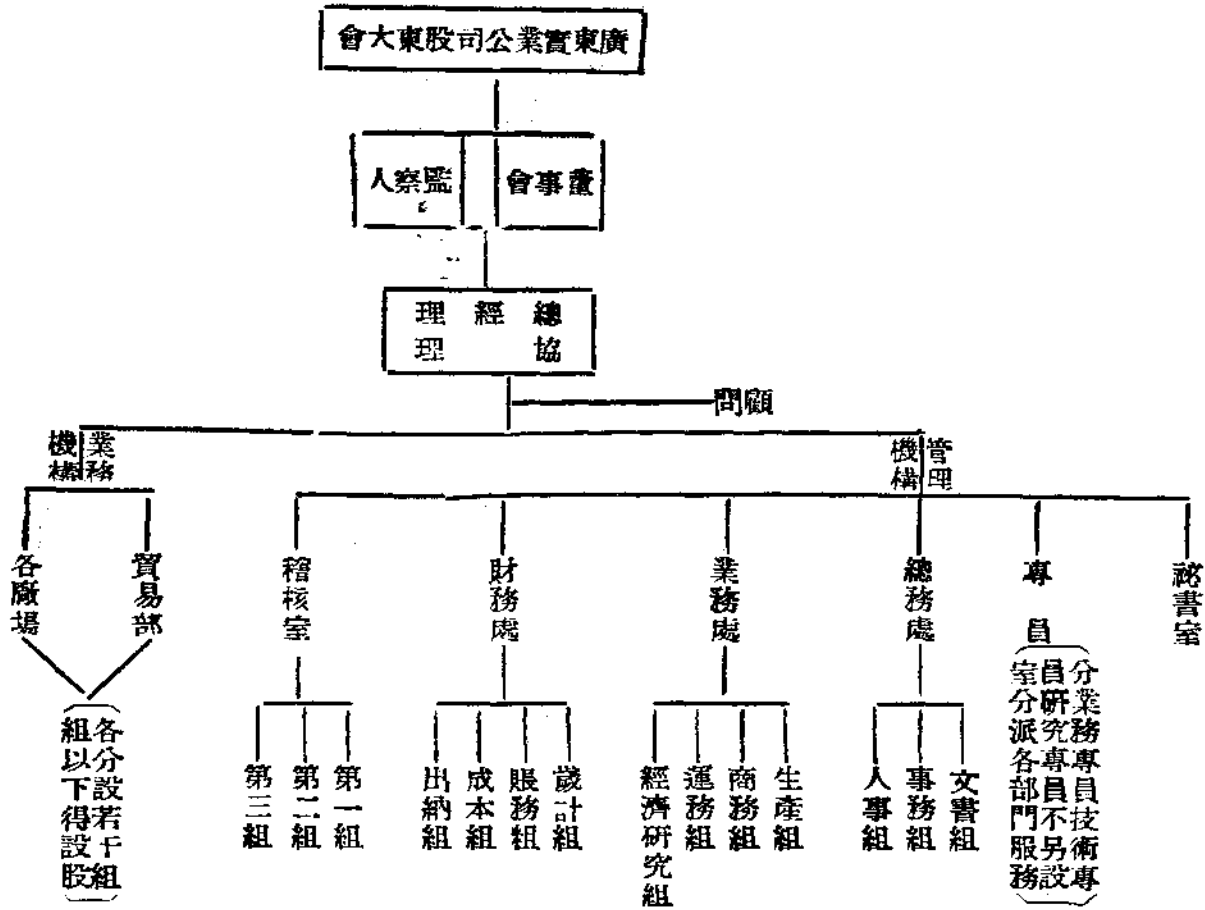 廣東實業公司股東大會
董事會
監察人
總經理
協理
顧問
管理
機構
業務
機構
祕書室
專員
分業務專員技術專
員研究專員不另設
室分派各部門服務
總務處
文書組
事務組
人事組
業務處
生產組
商務組
運務組
經濟研究組
財務處
歲計組
賬務組
成本組
出納組
稽核室
第一組
第二組
第三組
貿易部
各廠場
各分設若干組
組以下得設股